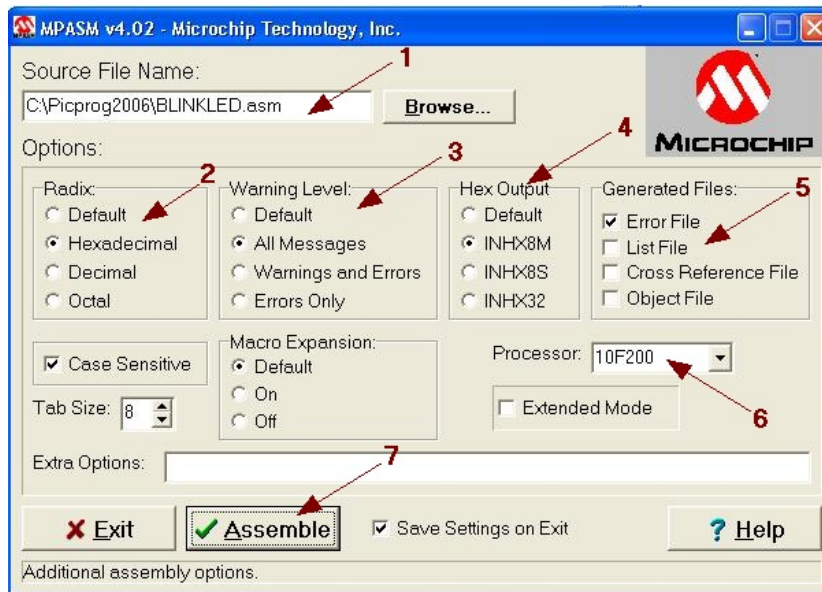 MPASM v4.02 - Microchip Technology, Inc.
1
Source File Name:
C:\Picprog2006\BLINKLED.asm
Browse...
MICROCHIP
Options:
2
3
4
5
Radix:
Default
Hexadecimal
Decimal
Octal
Warning Level:
Default
All Messages
Warnings and Errors
Errors Only
Hex Output
Default
INHX8M
INHX8S
INHX32
Generated Files:
Error File
List File
Cross Reference File
Object File
Case Sensitive
Tab Size: 8
Macro Expansion:
Default
On
Off
Processor: 10F200
6
Extended Mode
Extra Options:
7
Exit
Assemble
Save Settings on Exit
? Help
Additional assembly options.